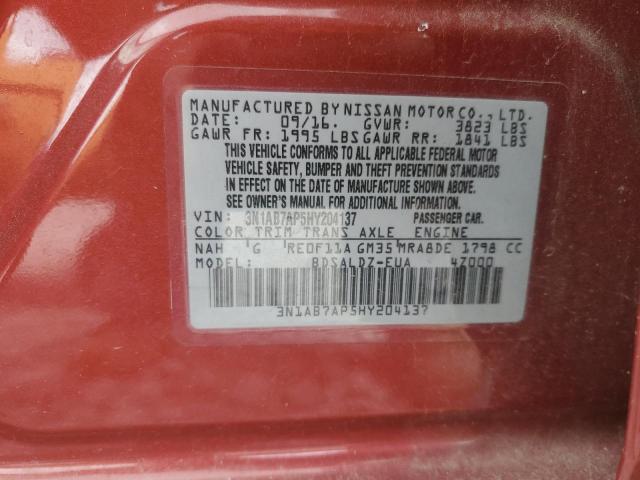 MANUFACTURED BY NISSAN MOTOR CO., LTD.
DATE: 09/16. GVWR: 3823 LBS
GAWR FR: 1995 LBS GAWR RR: 1841 LBS
THIS VEHICLE CONFORMS TO ALL APPLICABLE FEDERAL MOTOR
VEHICLE SAFETY, BUMPER AND THEFT PREVENTION STANDARDS
IN EFFECT ON THE DATE OF MANUFACTURE SHOWN ABOVE.
SEE OWNER'S MANUAL FOR ADDITIONAL INFORMATION.
VIN: 3N1AB7AP5HY204137 PASSENGER CAR.
COLOR TRIM TRANS AXLE ENGINE
NAH G RE0F11A GM35 MRA8DE 1798 CC
MODEL: BDSALDZ-EUA 4Z000
3N1AB7AP5HY204137